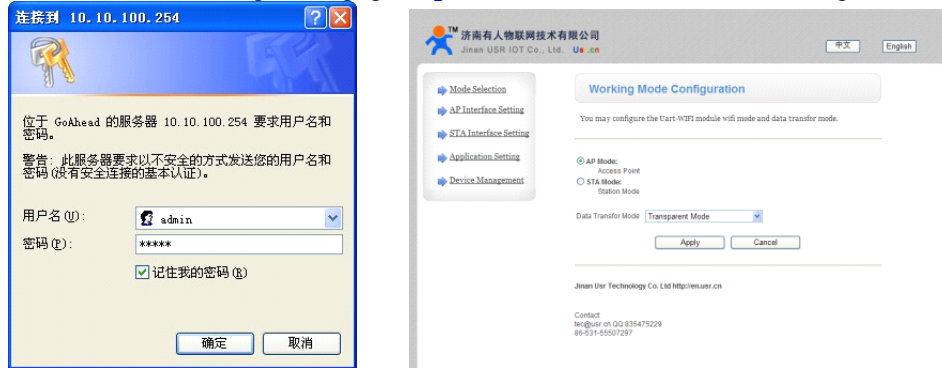 连接到 10.10.100.254
位于 GoAhead 的服务器 10.10.100.254 要求用户名和
密码。
警告: 此服务器要求以不安全的方式发送您的用户名和
密码(没有安全连接的基本认证)。
用户名(U):
admin
密码(P):
*****
记住我的密码(R)
确定
取消
TM
济南有人物联网技术有限公司
Jinan USR IOT Co., Ltd.
中文
English
Mode Selection
AP Interface Setting
STA Interface Setting
Application Setting
Device Management
Working Mode Configuration
You may configure the Uart-WIFI module wifi mode and data transfor mode.
AP Mode:
Access Point
STA Mode:
Station Mode
Data Transfor Mode
Transparent Mode
Apply
Cancel
Jinan Usr Technology Co. Ltd http://en.usr.cn
Contact
tec@usr.cn QQ:835475229
86-531-55507297